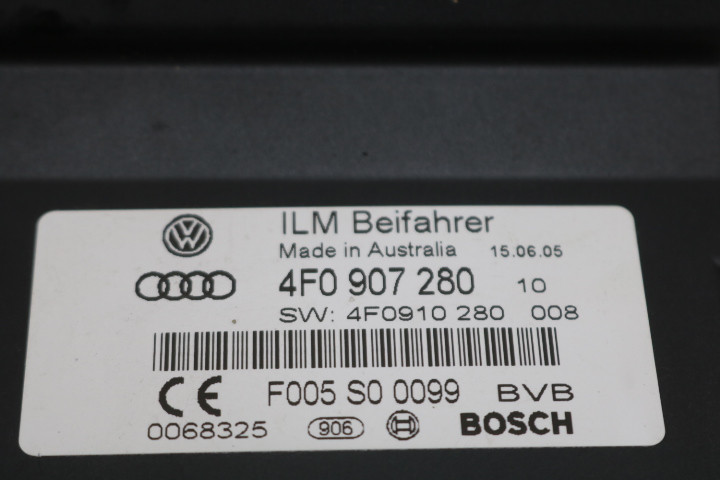 ILM Beifahrer
Made in Australia 15.06.05
4F0 907 280 10
SW: 4F0910 280 008
CE F005 S0 0099 BVB
0068325 906 BOSCH